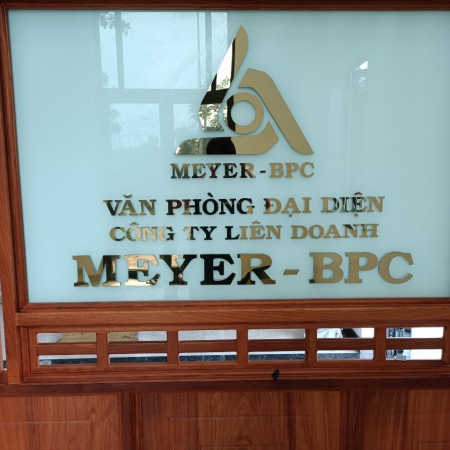 MEYER-BPC
VĂN PHÒNG ĐẠI DIỆN
CÔNG TY LIÊN DOANH
MEYER-BPC